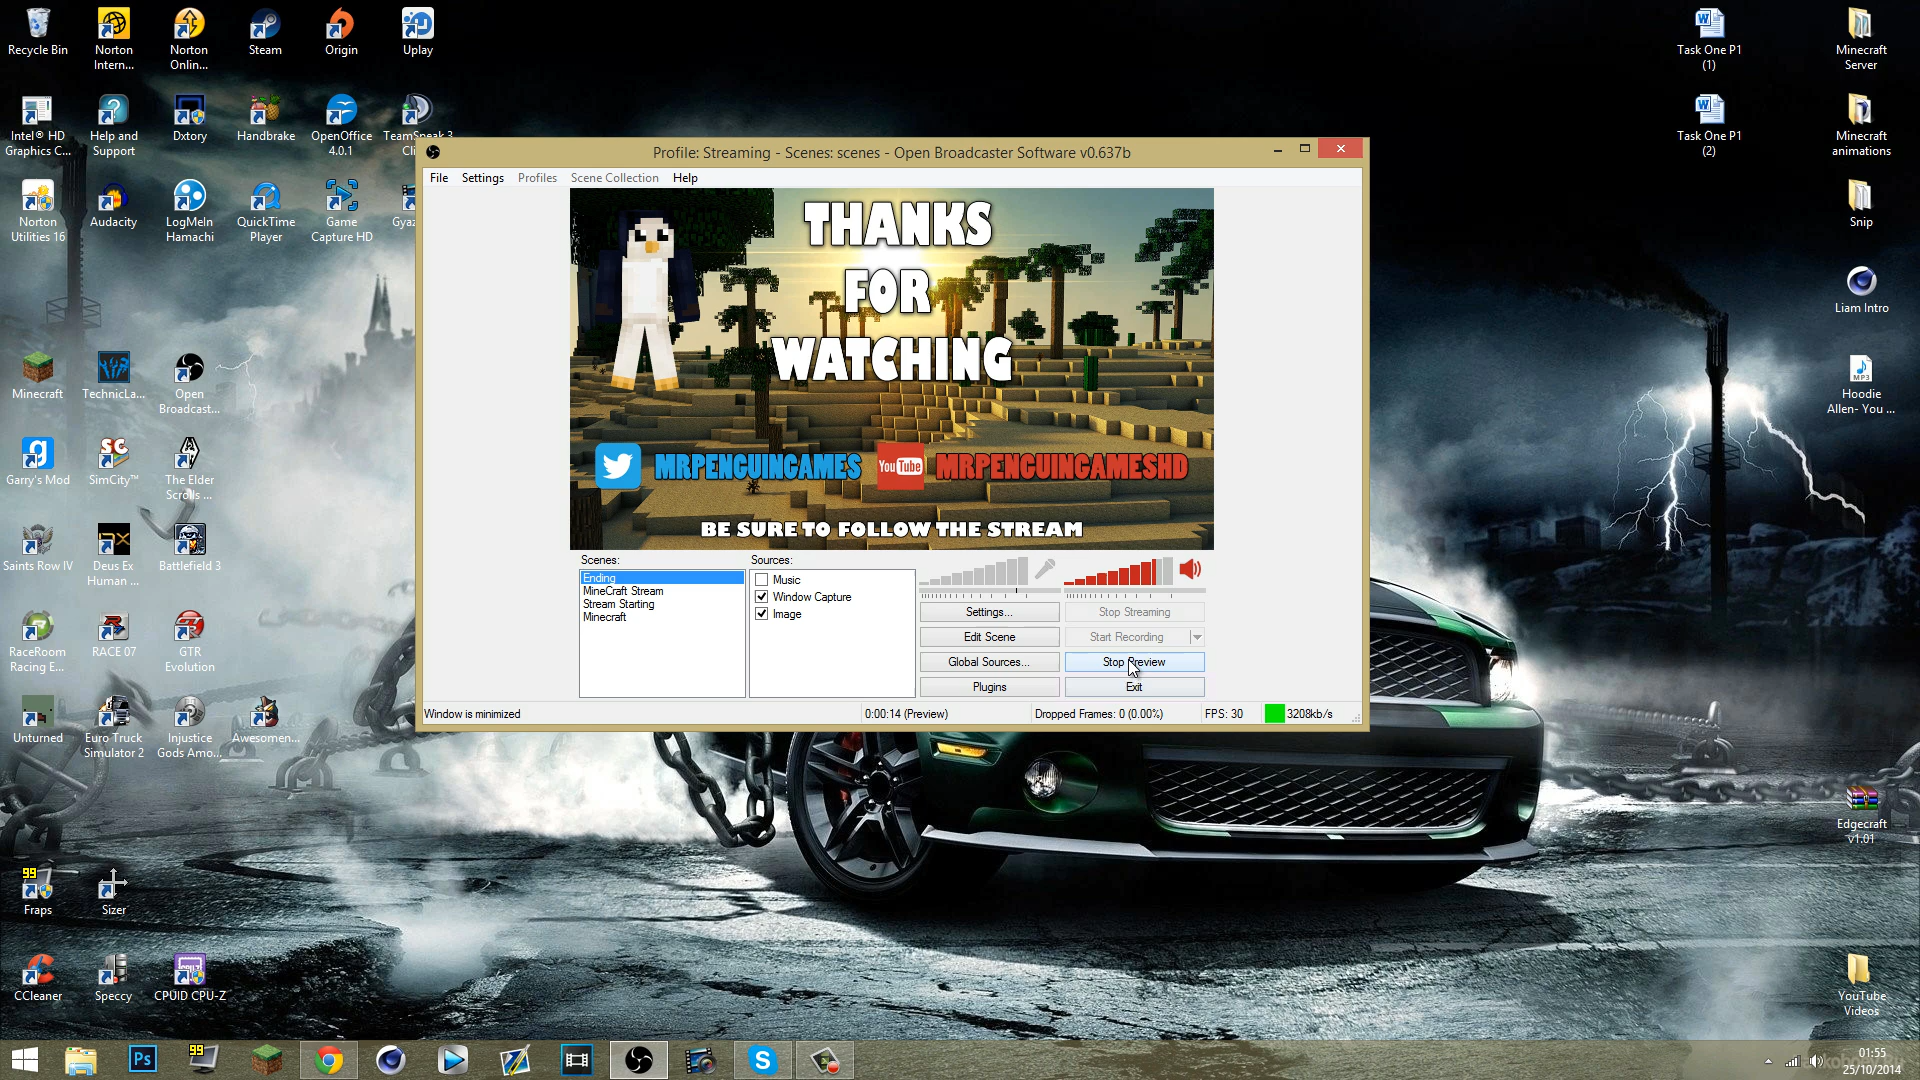 Recycle Bin
Norton
Intern...
Norton
Onlin...
Steam
Origin
Uplay
Task One P1
(1)
Minecraft
Server
Intel® HD
Graphics C...
Help and
Support
Dxtory
Handbrake
OpenOffice
4.0.1
TeamSpeak 3
Cli
Task One P1
(2)
Minecraft
animations
Norton
Utilities 16
Audacity
LogMeIn
Hamachi
QuickTime
Player
Game
Capture HD
Gyaz
Snip
Liam Intro
Minecraft
TechnicLa...
Open
Broadcast...
MP3
Hoodie
Allen- You ...
Garry's Mod
SC
SimCity™
The Elder
Scrolls ...
Saints Row IV
Deus Ex
Human ...
Battlefield 3
RaceRoom
Racing E...
RACE 07
GTR
Evolution
Unturned
Euro Truck
Simulator 2
Injustice
Gods Amo...
Awesomen...
Edgecraft
v1.01
99
Fraps
Sizer
CCleaner
Speccy
CPUID CPU-Z
YouTube
Videos
Profile: Streaming - Scenes: scenes - Open Broadcaster Software v0.637b
File Settings Profiles Scene Collection Help
THANKS
FOR
WATCHING
MRPENGUINGAMES
You Tube
MRPENGUINGAMESHD
BE SURE TO FOLLOW THE STREAM
Scenes:
Ending
MineCraft Stream
Stream Starting
Minecraft
Sources:
Music
Window Capture
Image
Settings...
Stop Streaming
Edit Scene
Start Recording
Global Sources...
Stop Preview
Plugins
Exit
Window is minimized
0:00:14 (Preview)
Dropped Frames: 0 (0.00%)
FPS: 30
3208kb/s
Ps
99
01:55
25/10/2014